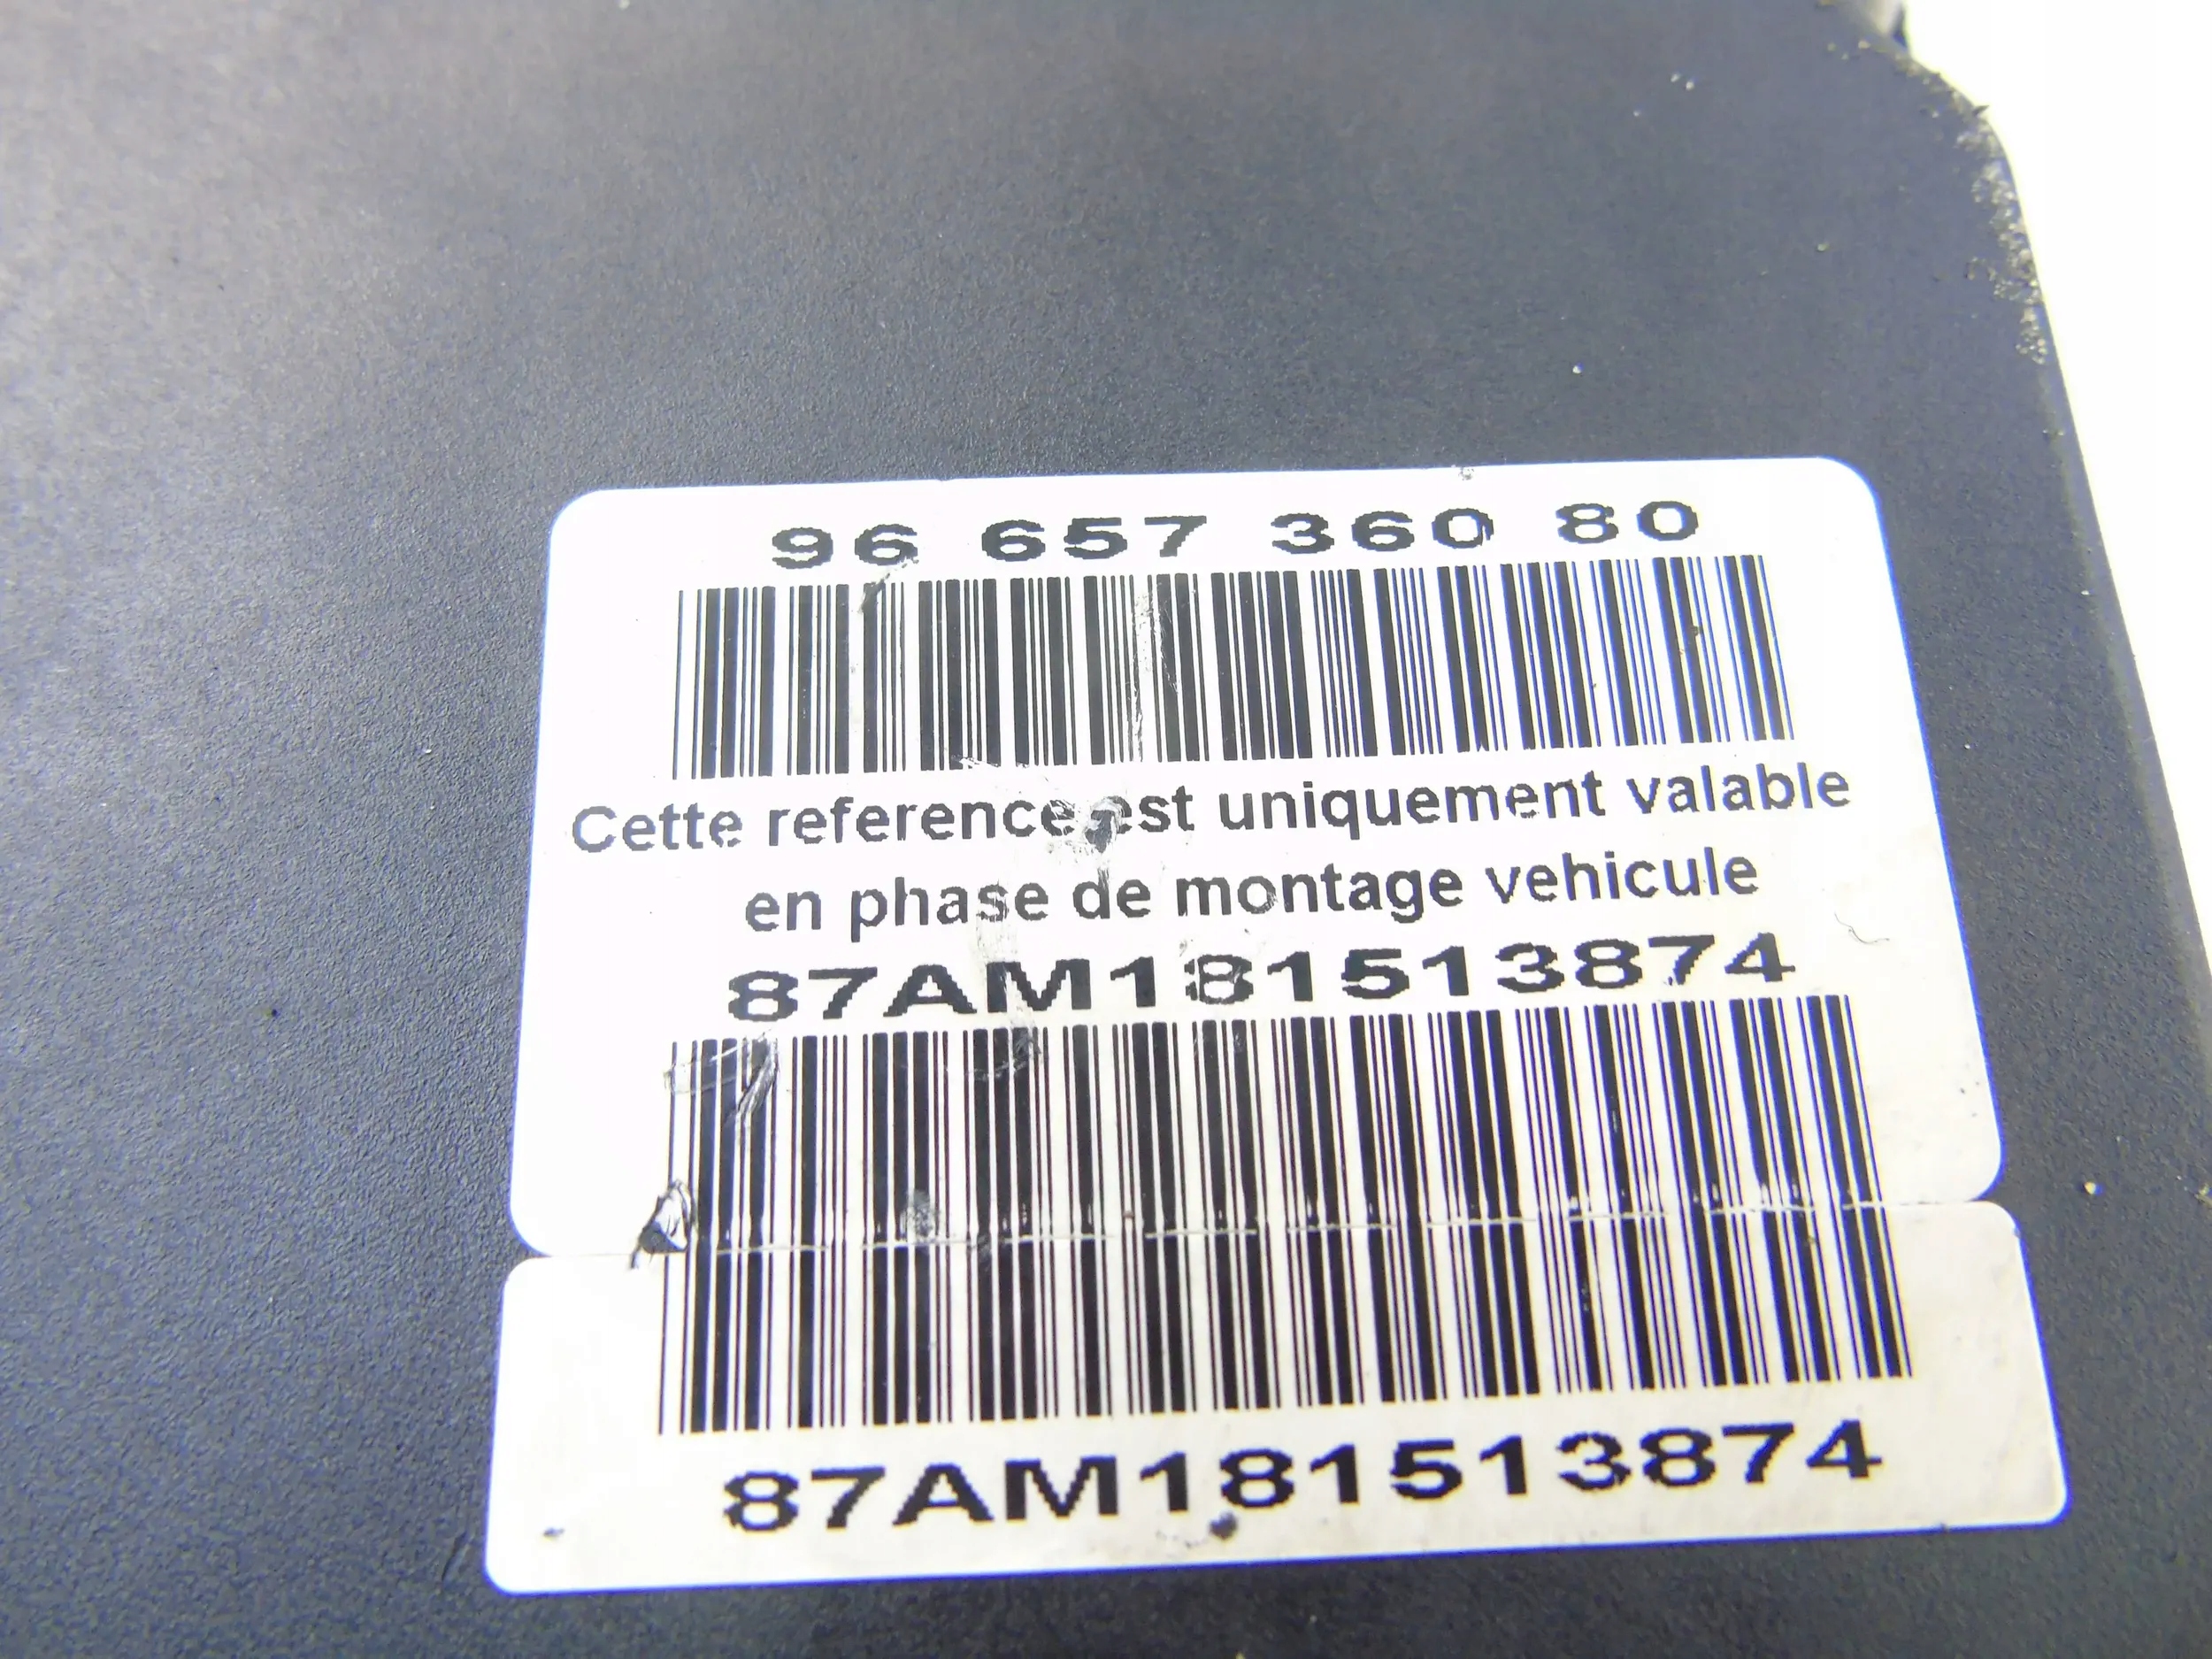 96 657 360 80
Cette reference est uniquement valable
en phase de montage vehicule
87AM181513874
87AM181513874